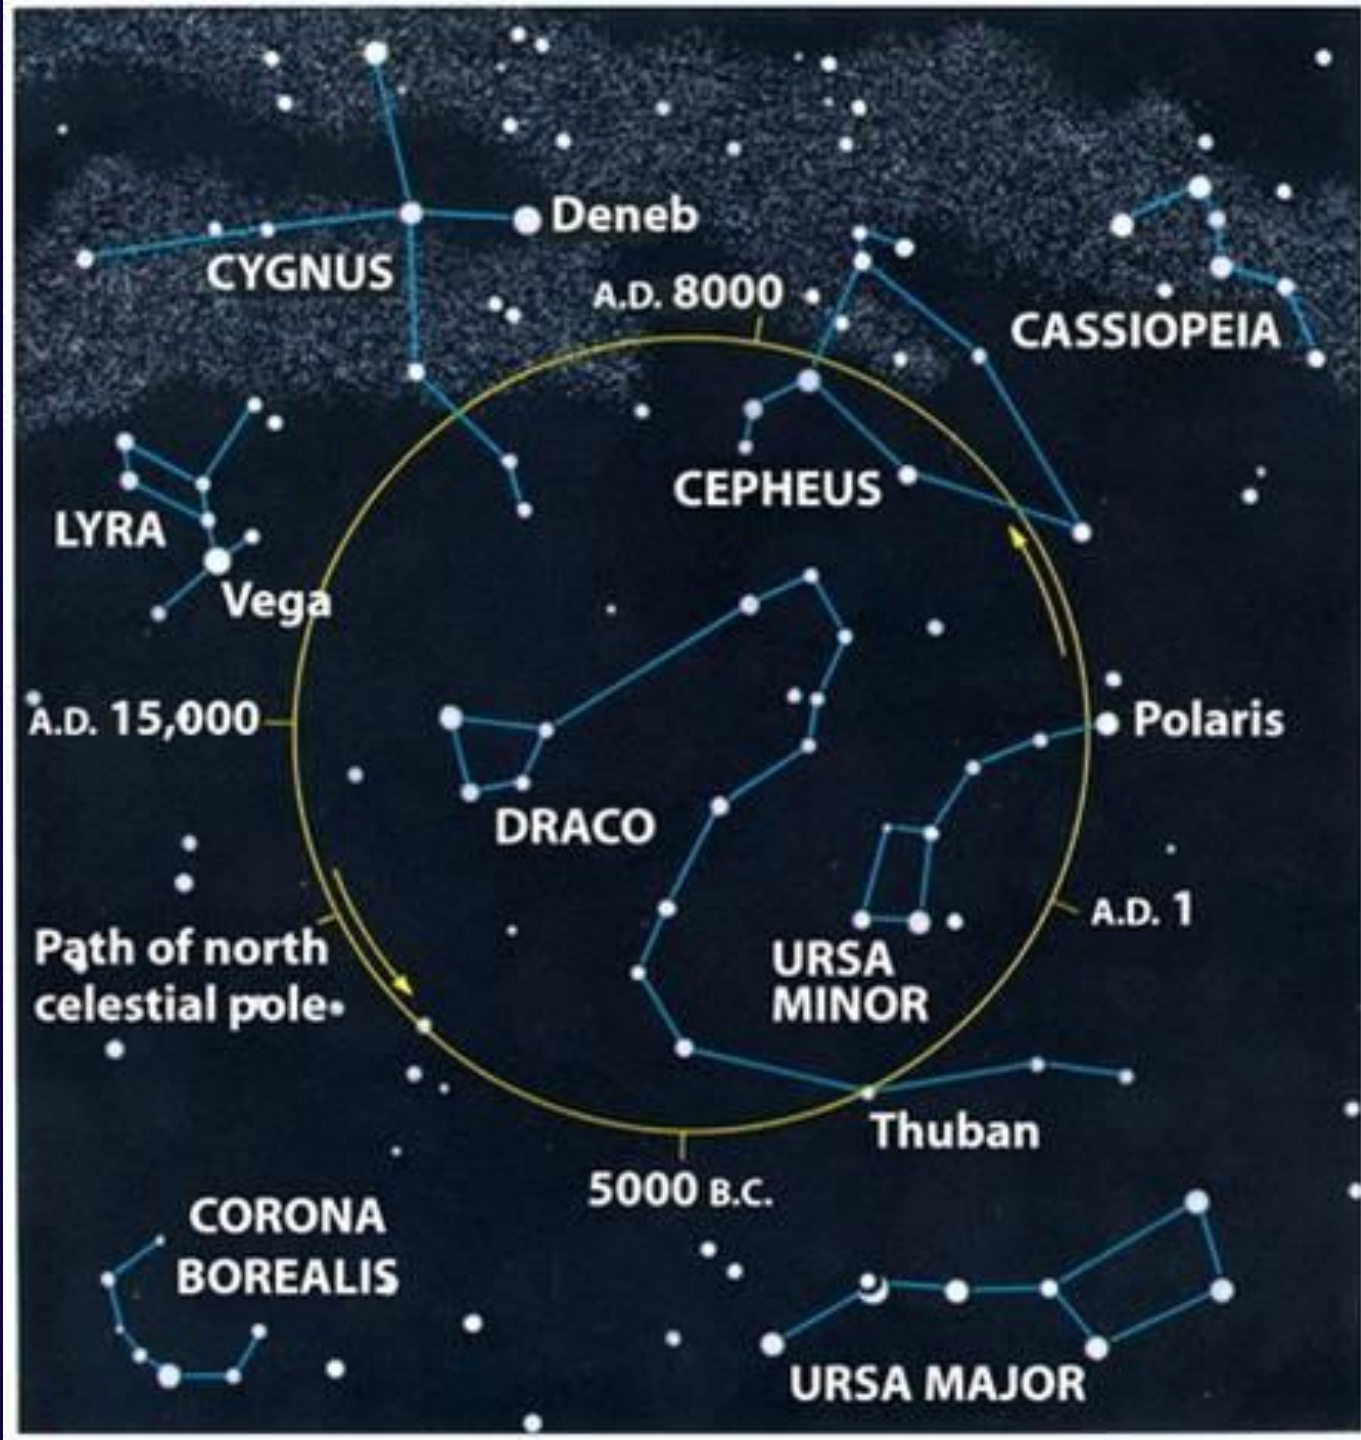 Deneb
CYGNUS
A.D. 8000
CASSIOPEIA
CEPHEUS
LYRA
Vega
A.D. 15,000
Polaris
DRACO
A.D. 1
Path of north
celestial pole
URSA
MINOR
Thuban
5000 B.C.
CORONA
BOREALIS
URSA MAJOR